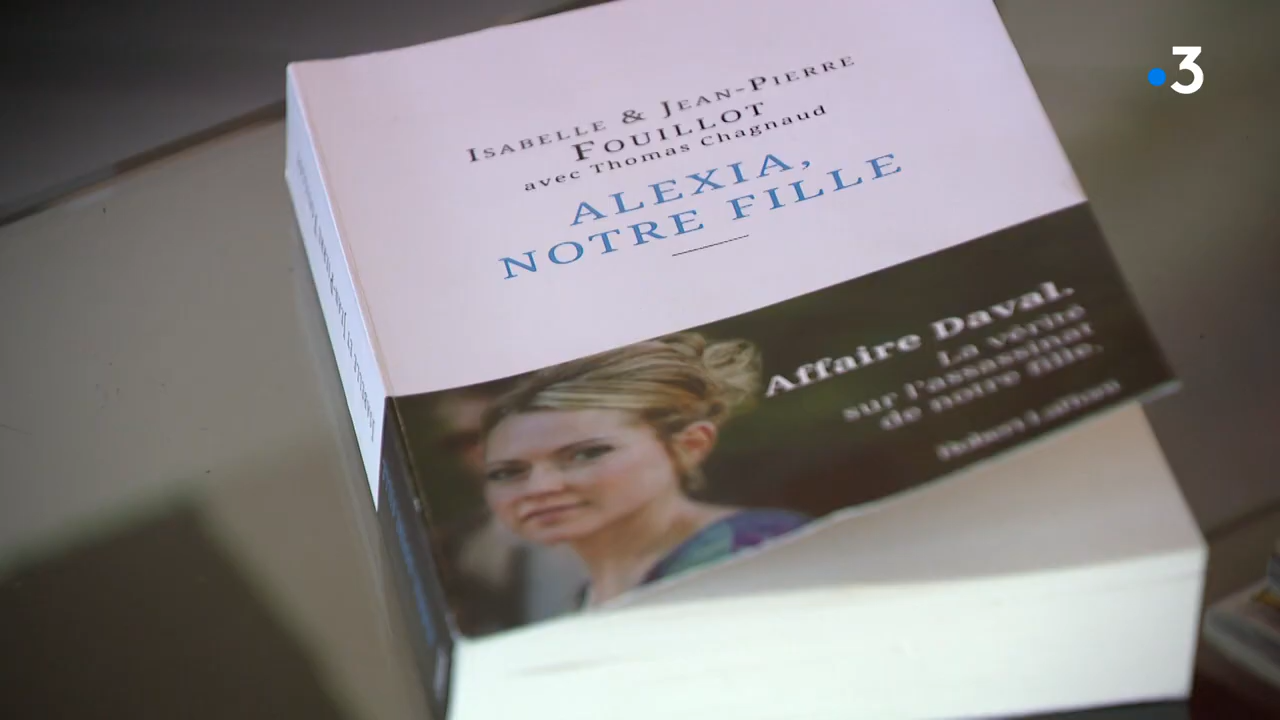 3
ISABELLE & JEAN-PIERRE
FOUILLOT
avec Thomas Chagnaud
ALEXIA,
NOTRE FILLE
Affaire Daval.
La vérité
sur l'assassinat
de notre fille.
Robert Laffont